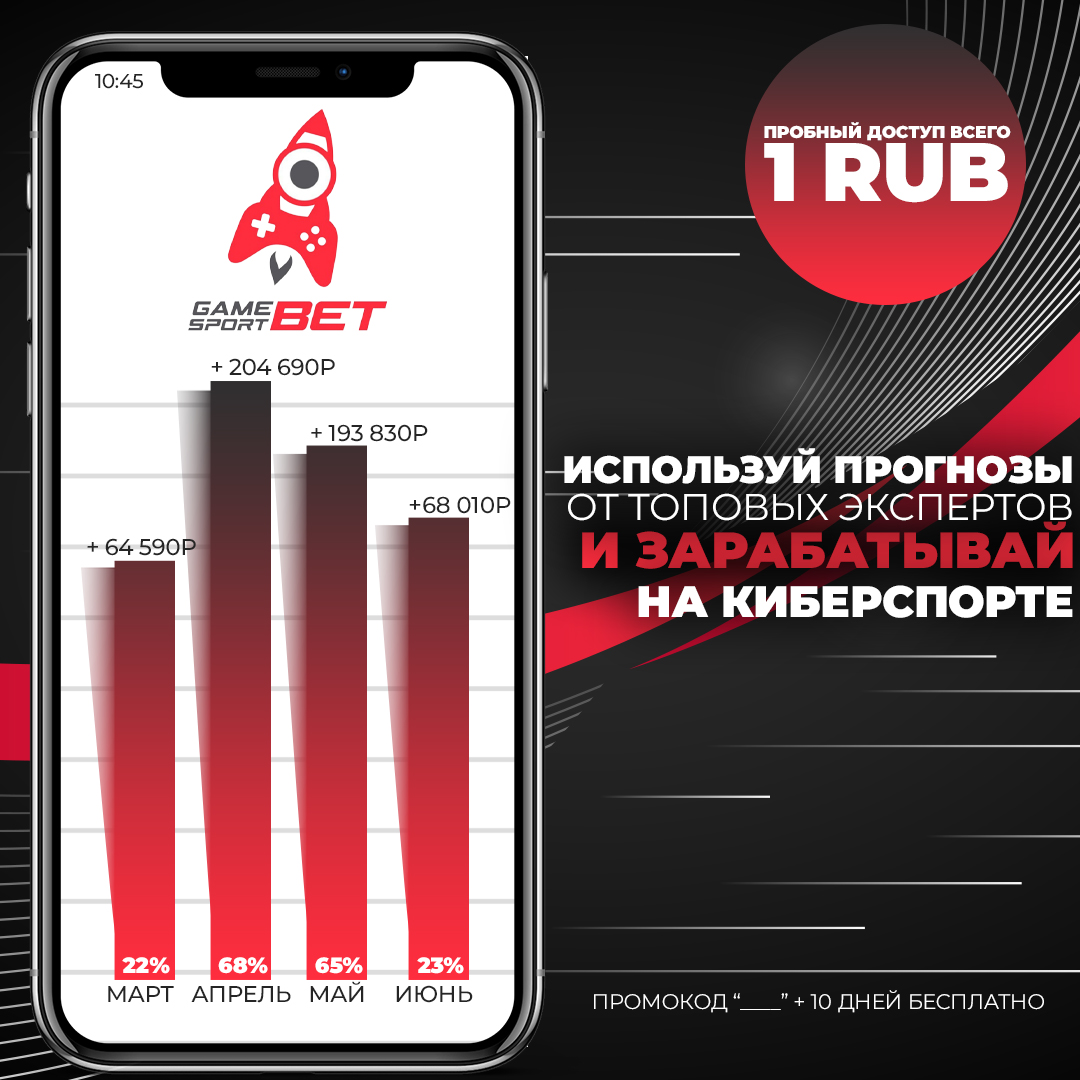 10:45
GAME
SPORT BET
+ 204 690Р
+ 193 830Р
+68 010Р
+ 64 590Р
22% 68% 65% 23%
МАРТ АПРЕЛЬ МАЙ ИЮНЬ
ПРОБНЫЙ ДОСТУП ВСЕГО
1 RUB
ИСПОЛЬЗУЙ ПРОГНОЗЫ
ОТ ТОПОВЫХ ЭКСПЕРТОВ
И ЗАРАБАТЫВАЙ
НА КИБЕРСПОРТЕ
ПРОМОКОД “____” + 10 ДНЕЙ БЕСПЛАТНО